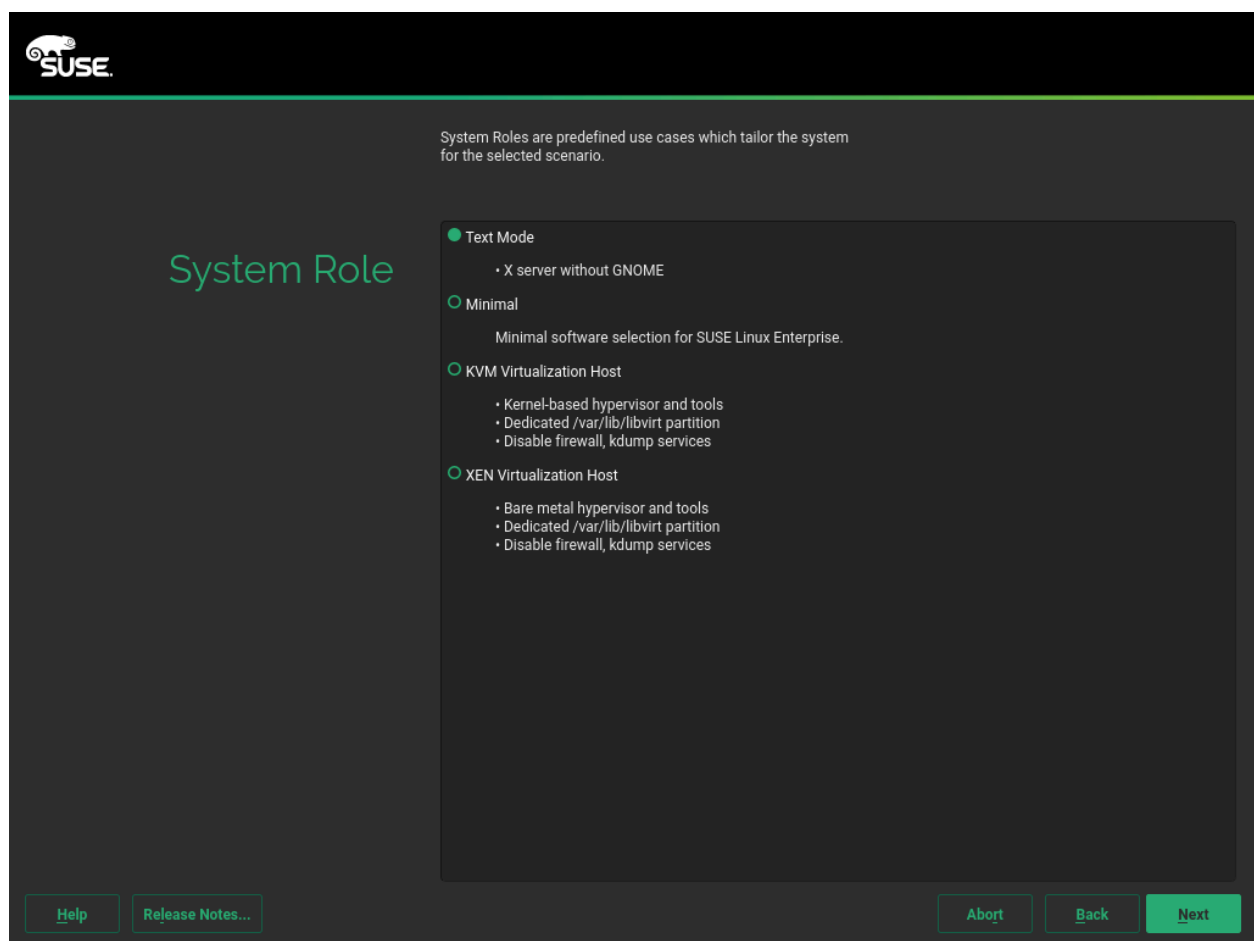 SUSE.
System Roles are predefined use cases which tailor the system
for the selected scenario.
System Role
Text Mode
• X server without GNOME
Minimal
Minimal software selection for SUSE Linux Enterprise.
KVM Virtualization Host
• Kernel-based hypervisor and tools
• Dedicated /var/lib/libvirt partition
• Disable firewall, kdump services
XEN Virtualization Host
• Bare metal hypervisor and tools
• Dedicated /var/lib/libvirt partition
• Disable firewall, kdump services
Help Release Notes... Abort Back Next